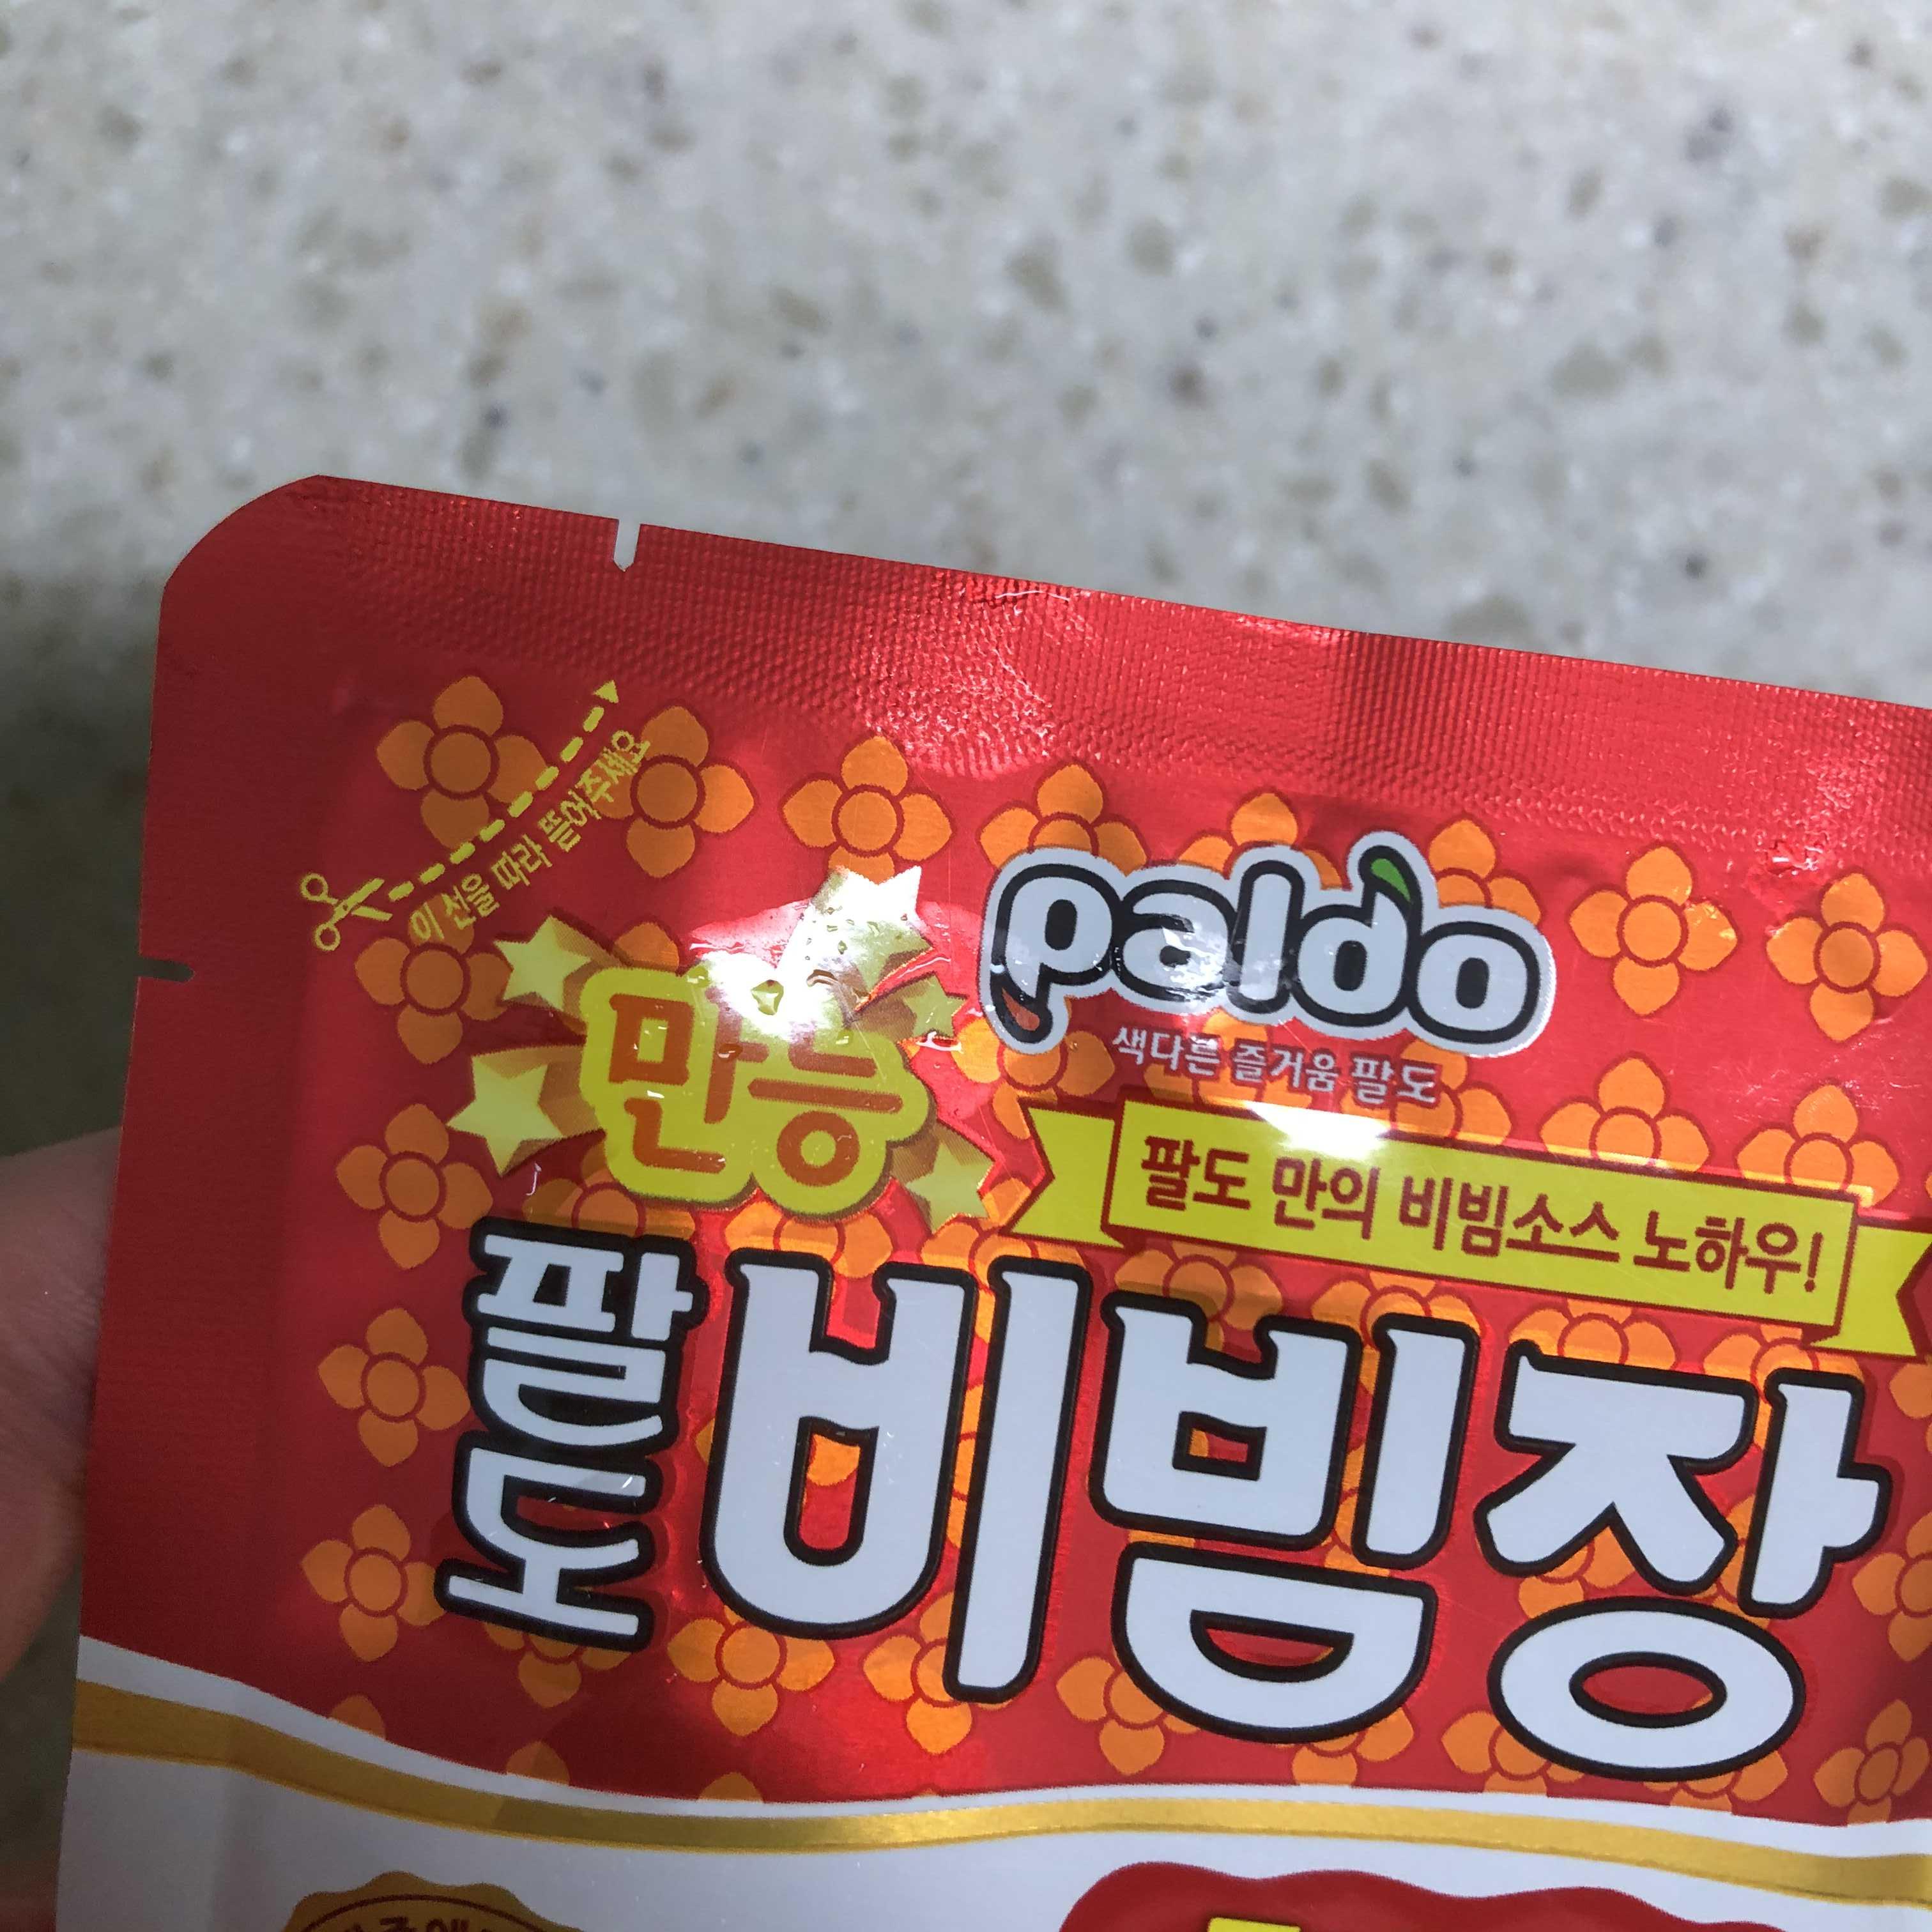 이 선을 따라 뜯어주세요
paldo
색다른 즐거움 팔도
만능
팔도 만의 비빔소스 노하우!
팔도 비빔장